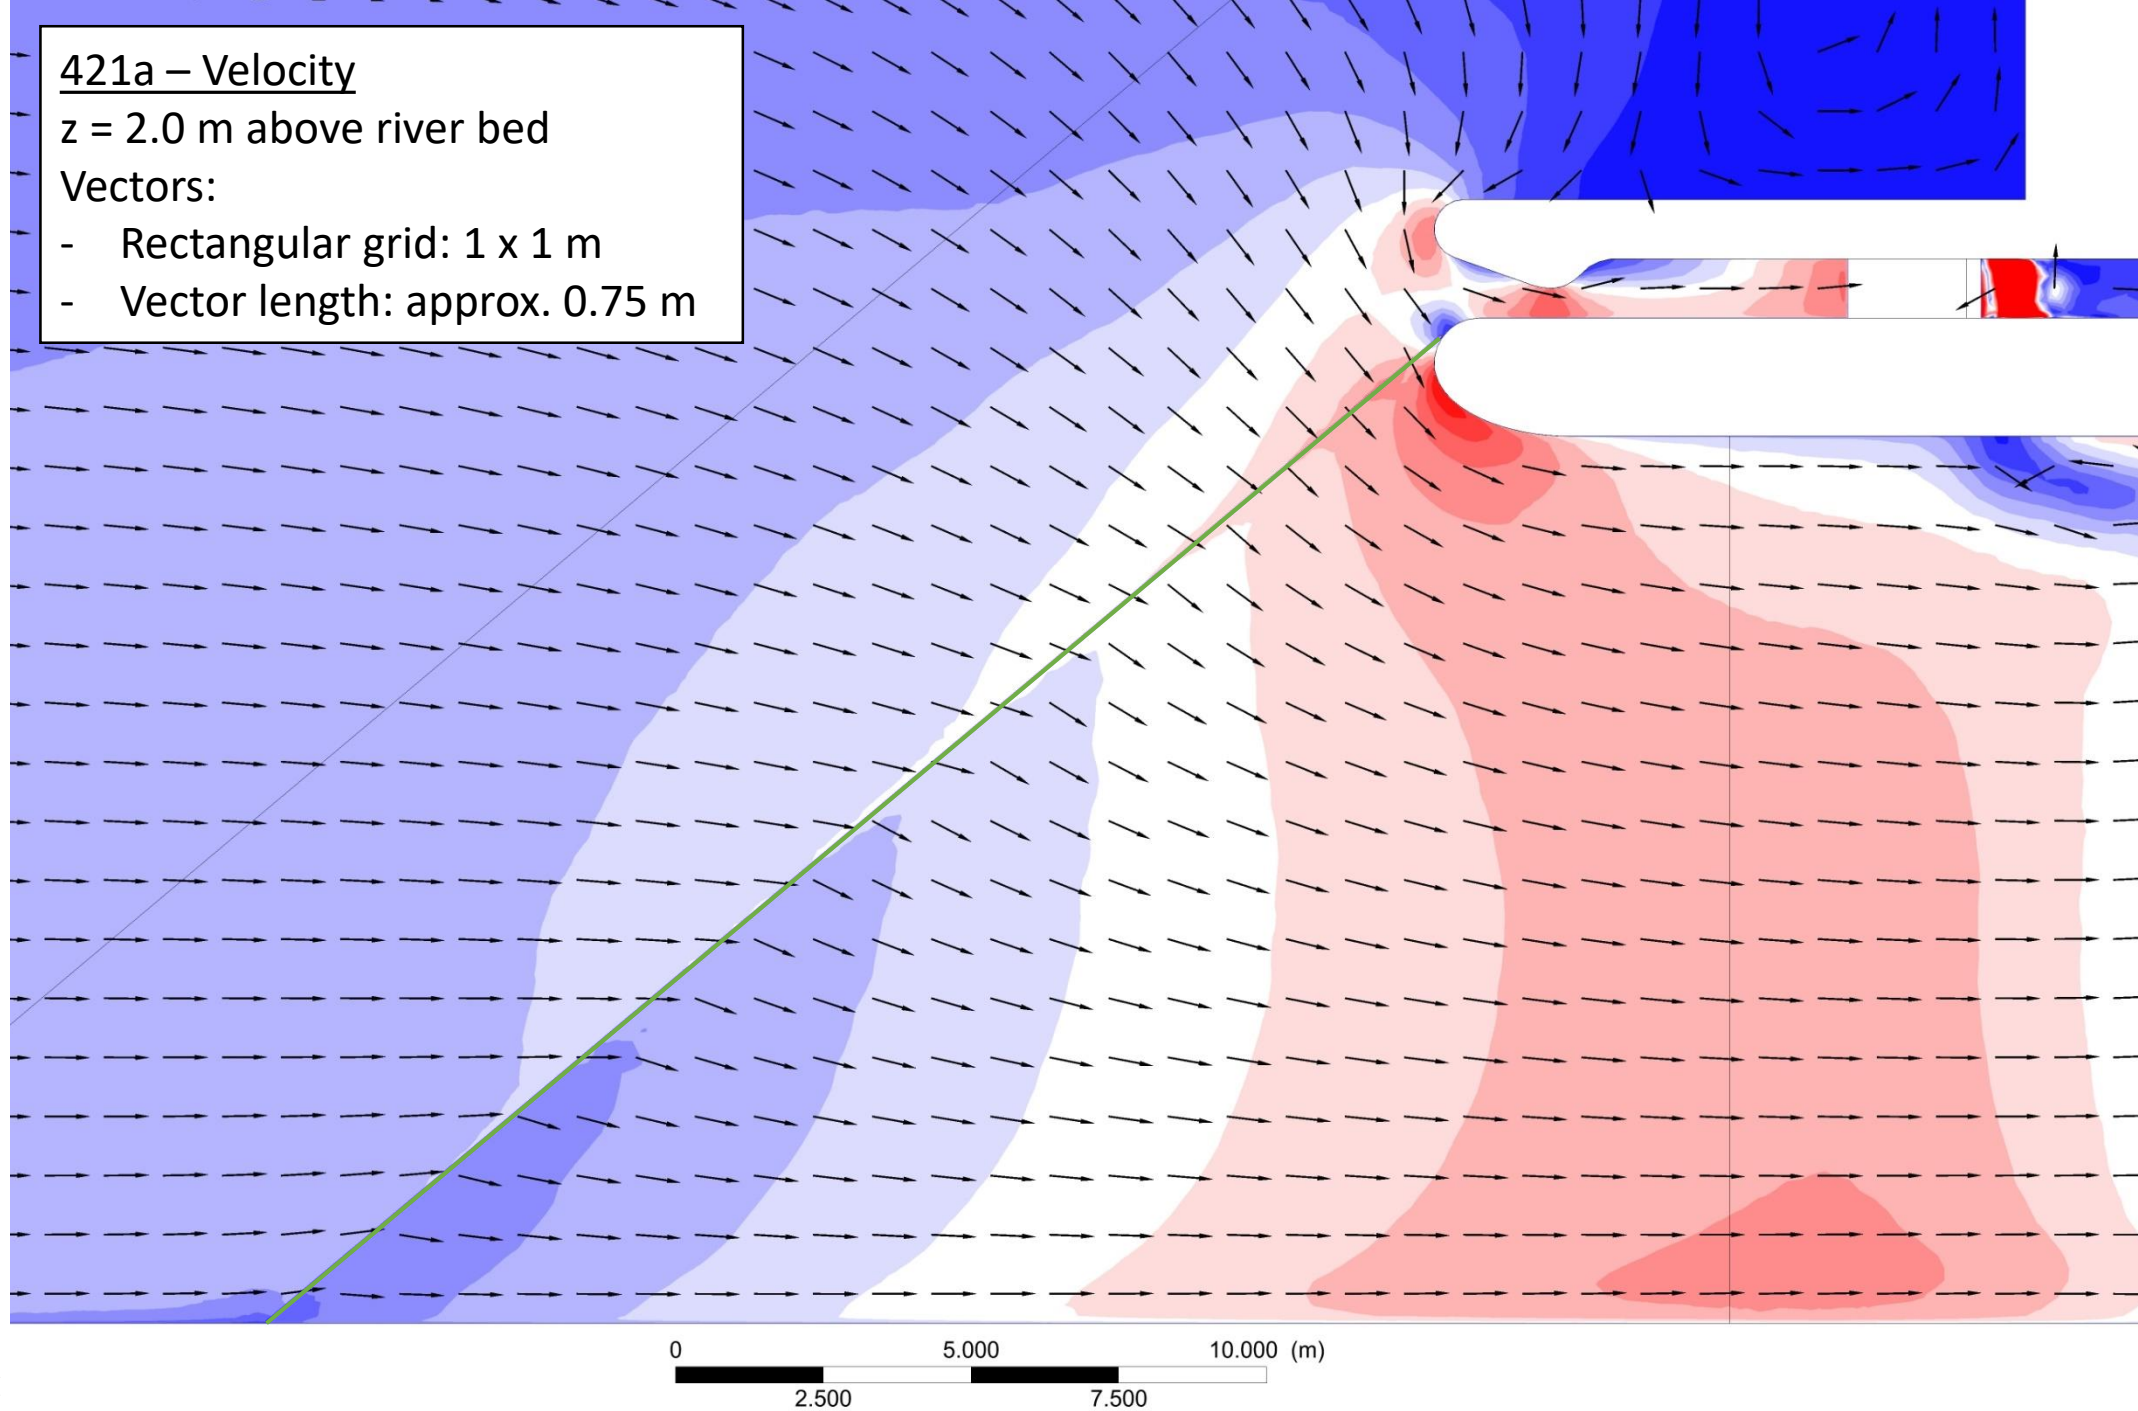 421a – Velocity
z = 2.0 m above river bed
Vectors:
- Rectangular grid: 1 x 1 m
- Vector length: approx. 0.75 m
0 5.000 10.000 (m)
2.500 7.500